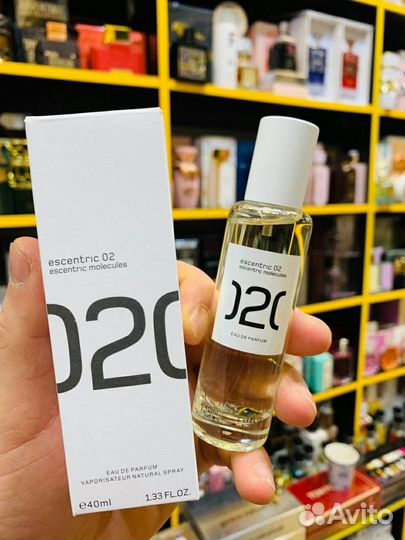 escentric 02
escentric molecules
020
EAU DE PARFUM
VAPORISATEUR NATURAL SPRAY
e40ml
1.33 FL.OZ.
escentric 02
escentric molecules
020
EAU DE PARFUM
Avito